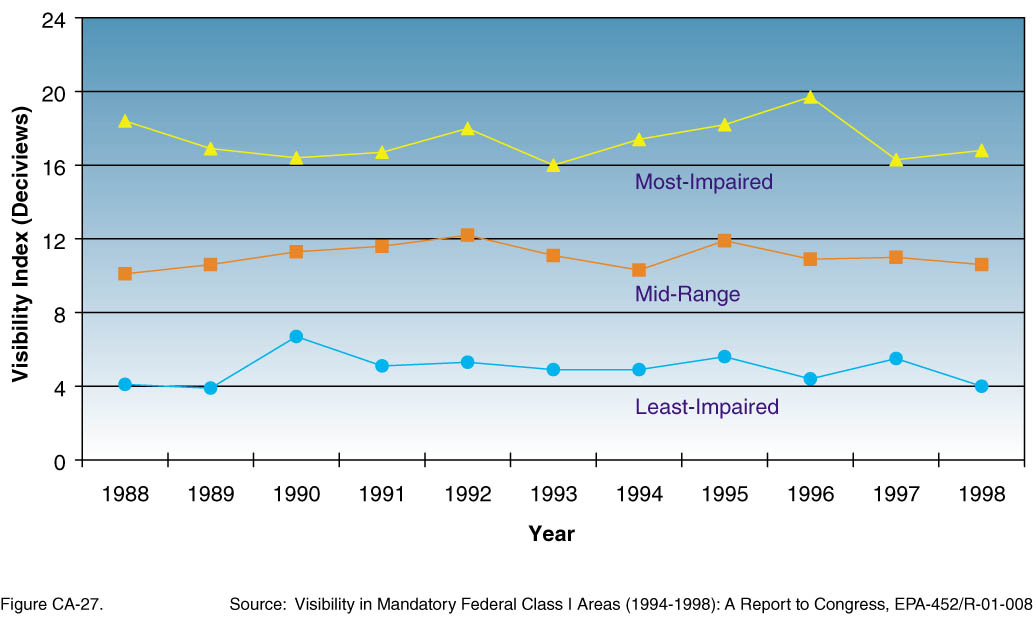 24
20
16
12
8
4
0
Visibility Index (Deciviews)
Most-Impaired
Mid-Range
Least-Impaired
1988 1989 1990 1991 1992 1993 1994 1995 1996 1997 1998
Year
Figure CA-27. Source: Visibility in Mandatory Federal Class I Areas (1994-1998): A Report to Congress, EPA-452/R-01-008